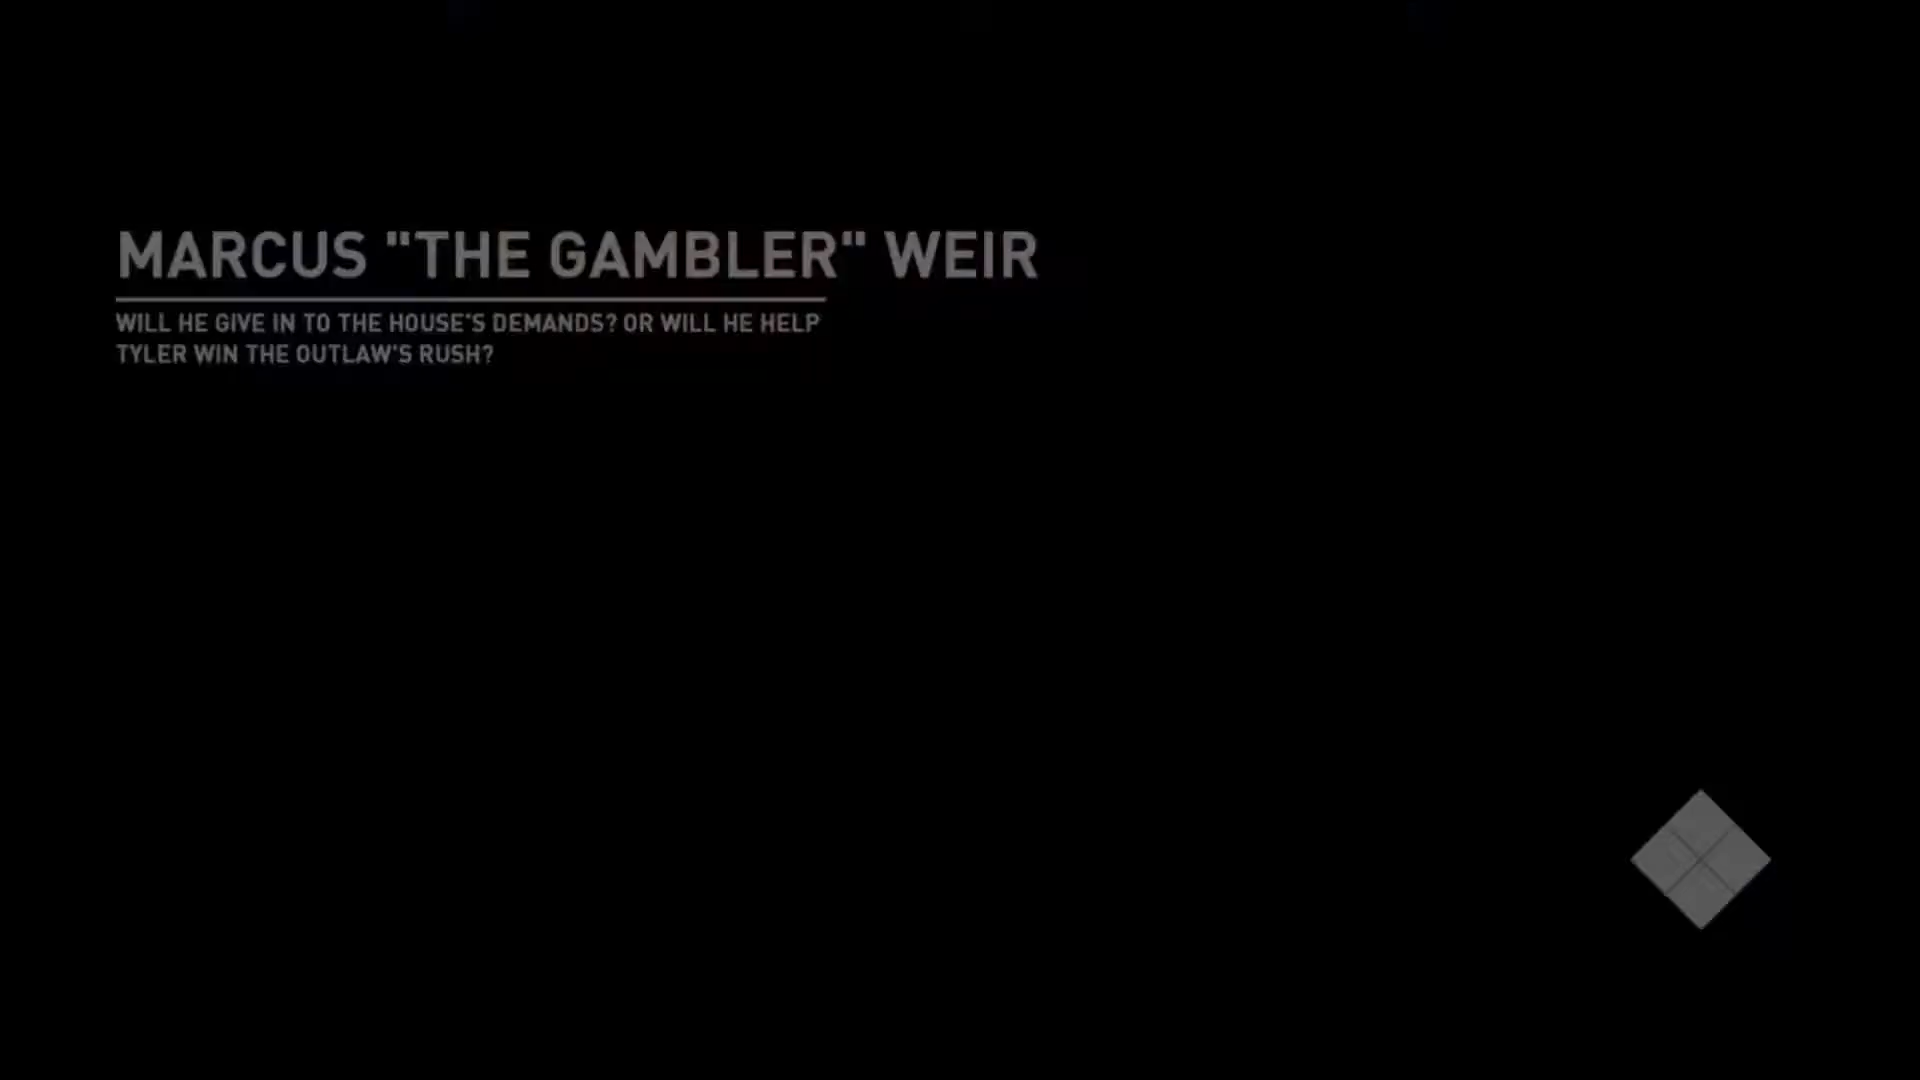 MARCUS "THE GAMBLER" WEIR
WILL HE GIVE IN TO THE HOUSE'S DEMANDS? OR WILL HE HELP
TYLER WIN THE OUTLAW'S RUSH?